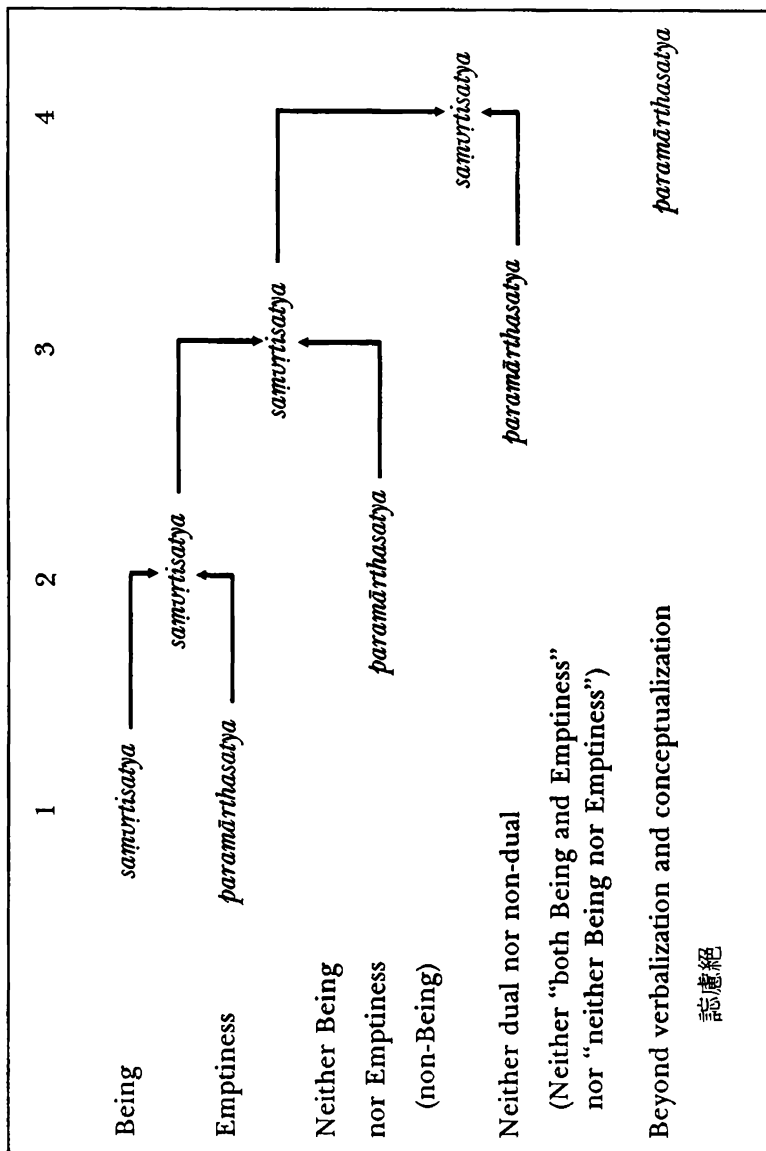 1 2 3 4
Being saṃvṛtisatya
saṃvṛtisatya
Emptiness paramārthasatya
saṃvṛtisatya
Neither Being
nor Emptiness paramārthasatya
(non-Being)
saṃvṛtisatya
Neither dual nor non-dual paramārthasatya
(Neither “both Being and Emptiness”
nor “neither Being nor Emptiness”)
Beyond verbalization and conceptualization paramārthasatya
慮絕